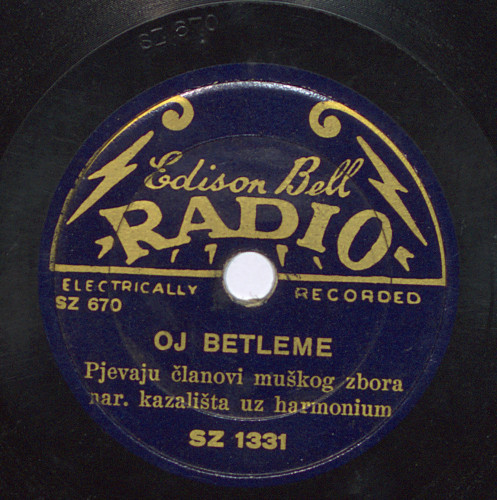 SZ 670
Edison Bell
RADIO
ELECTRICALLY RECORDED
SZ 670
OJ BETLEME
Pjevaju članovi muškog zbora
nar. kazališta uz harmonium
SZ 1331